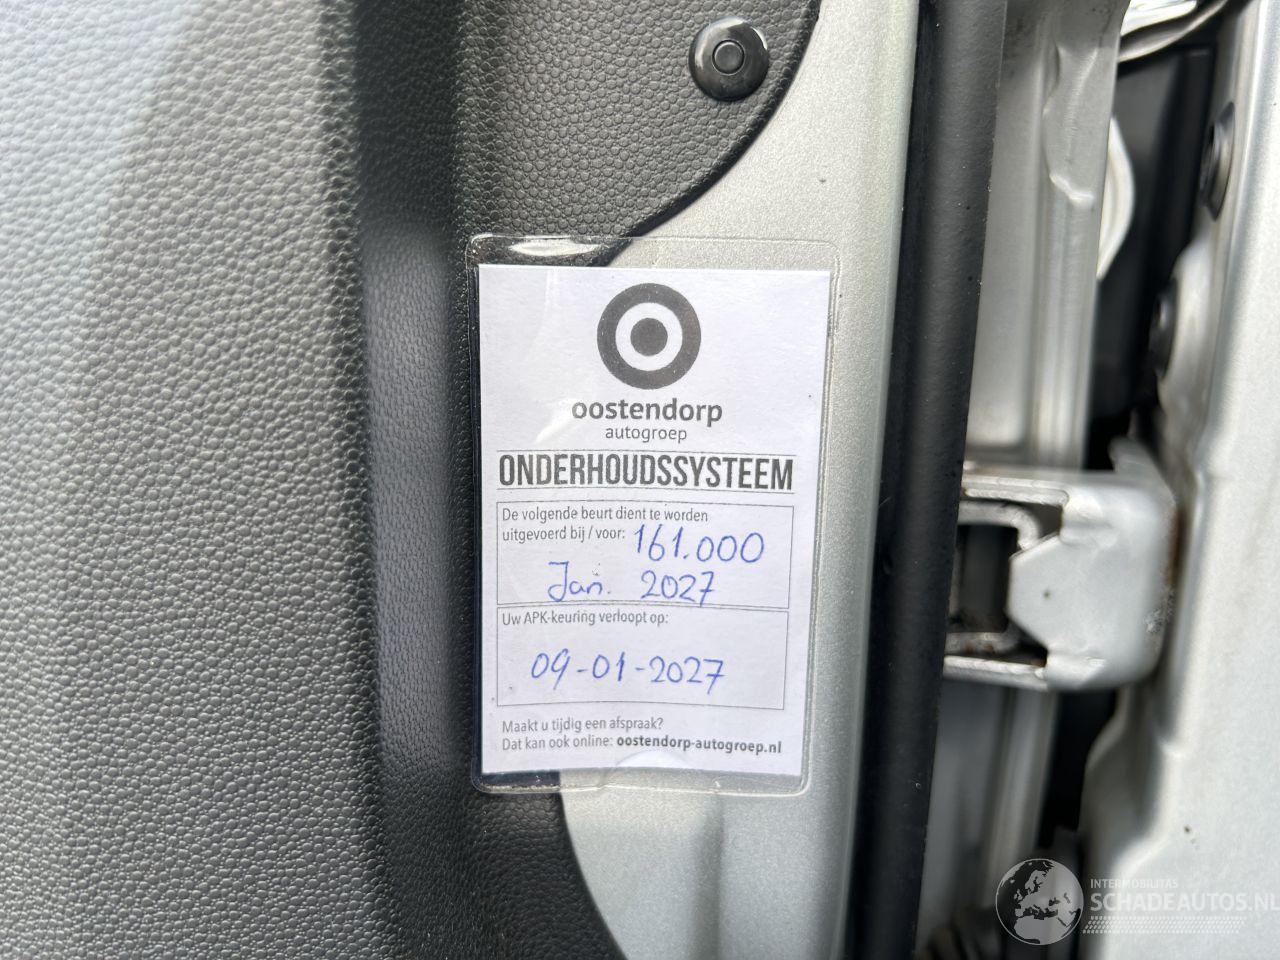 oostendorp
autogroep
ONDERHOUDSSYSTEEM
De volgende beurt dient te worden
uitgevoerd bij / voor: 161.000
Jan. 2027
Uw APK-keuring verloopt op:
09-01-2027
Maakt u tijdig een afspraak?
Dat kan ook online: oostendorp-autogroep.nl
INTERMOBILITAS
SCHADEAUTOS.NL